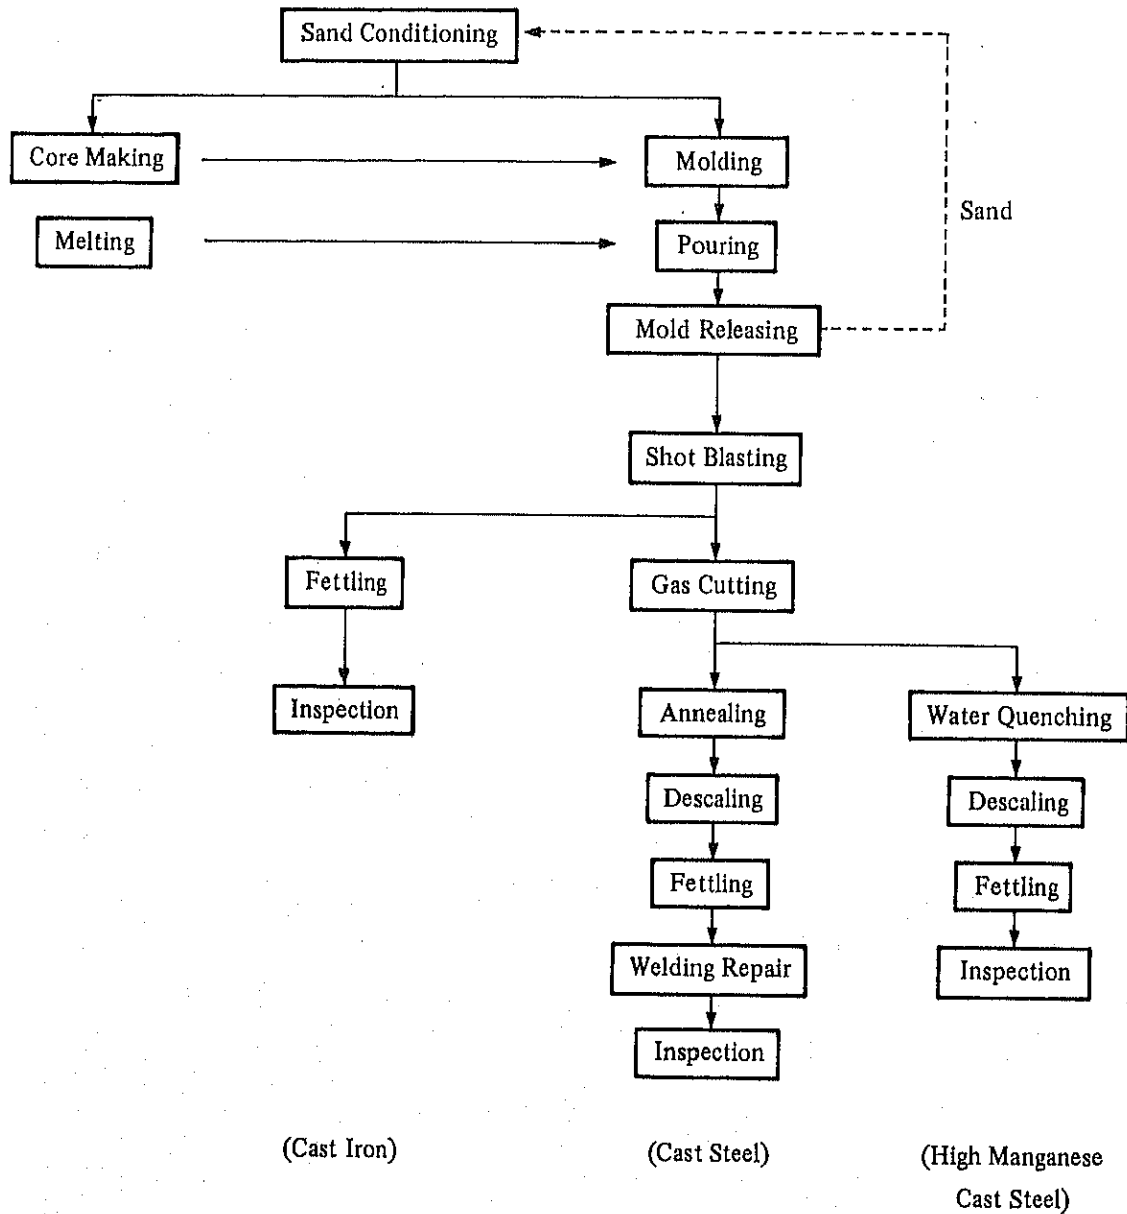 Sand Conditioning
Core Making
Molding
Sand
Melting
Pouring
Mold Releasing
Shot Blasting
Fettling
Gas Cutting
Inspection
Annealing
Water Quenching
Descaling
Descaling
Fettling
Fettling
Welding Repair
Inspection
Inspection
(Cast Iron)
(Cast Steel)
(High Manganese
Cast Steel)